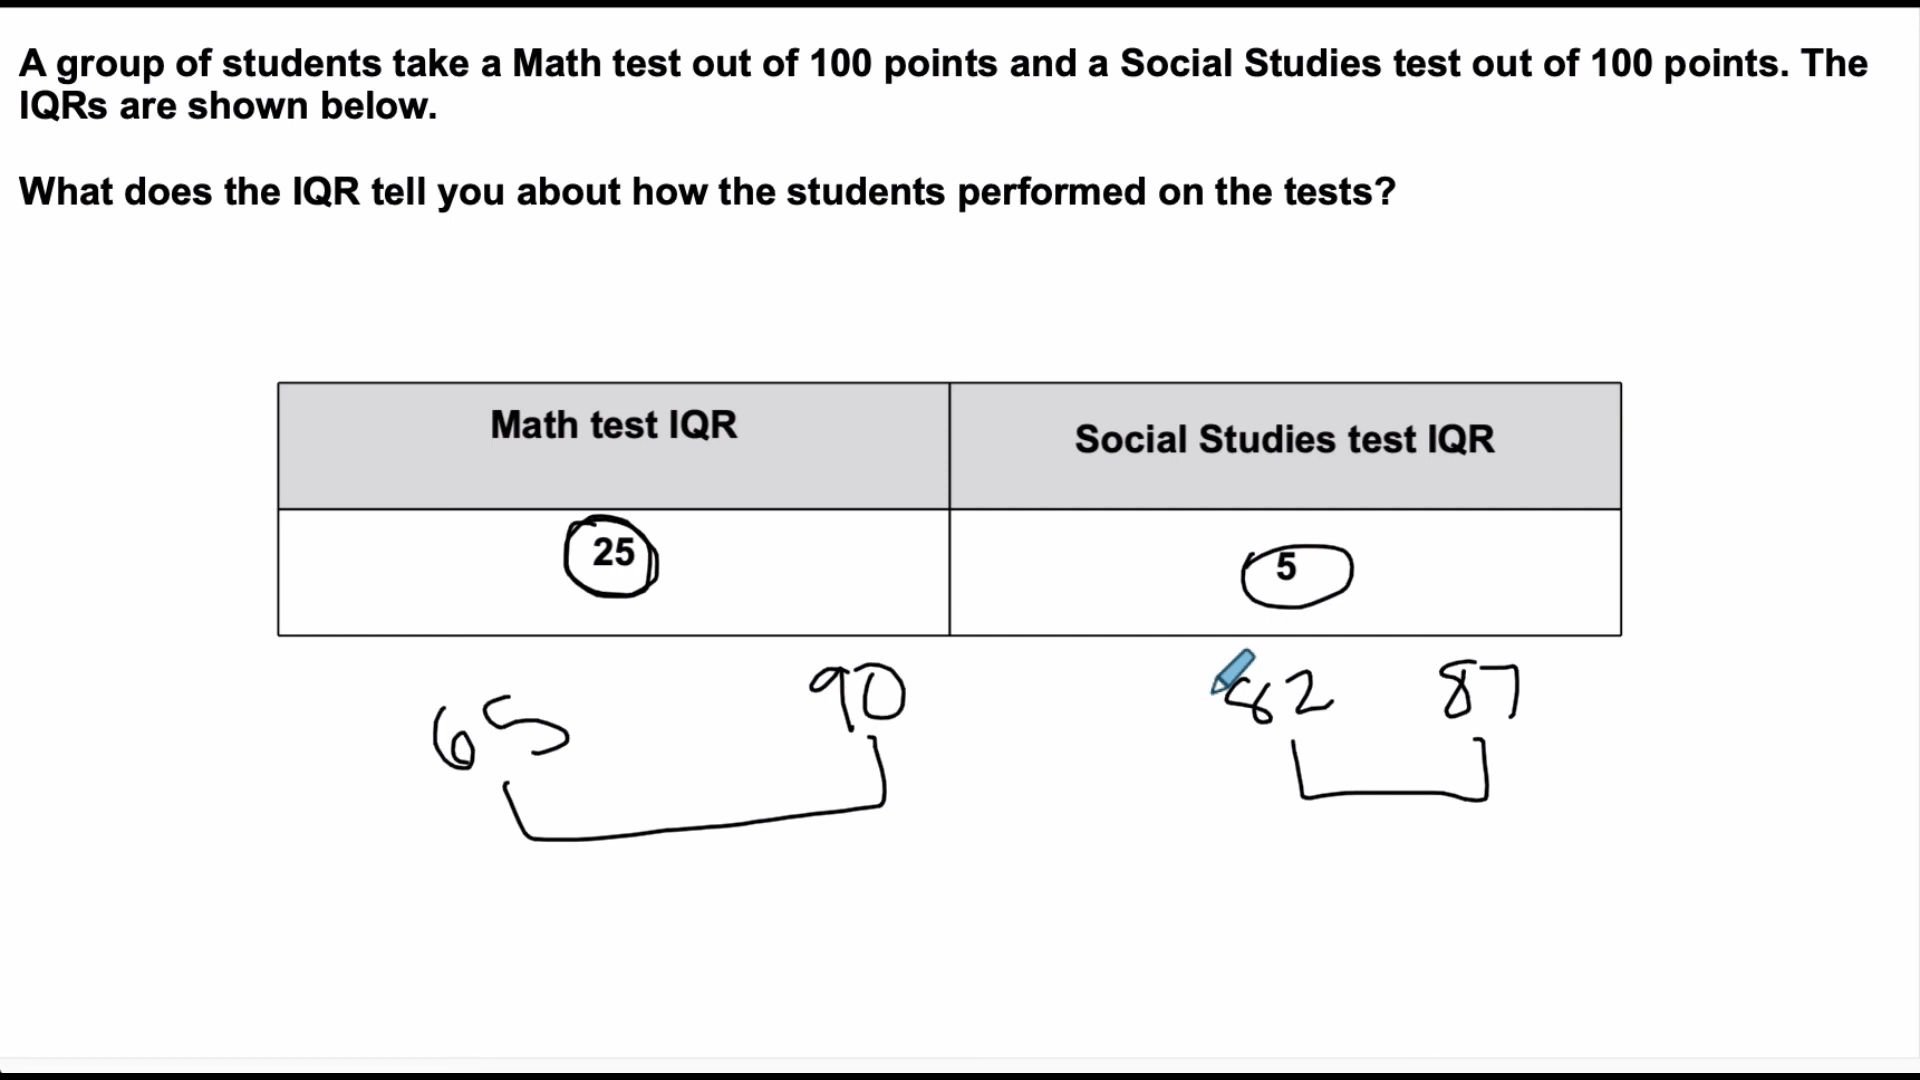 A group of students take a Math test out of 100 points and a Social Studies test out of 100 points. The
IQRs are shown below.
What does the IQR tell you about how the students performed on the tests?
Math test IQR
Social Studies test IQR
25
5
65
90
82
87